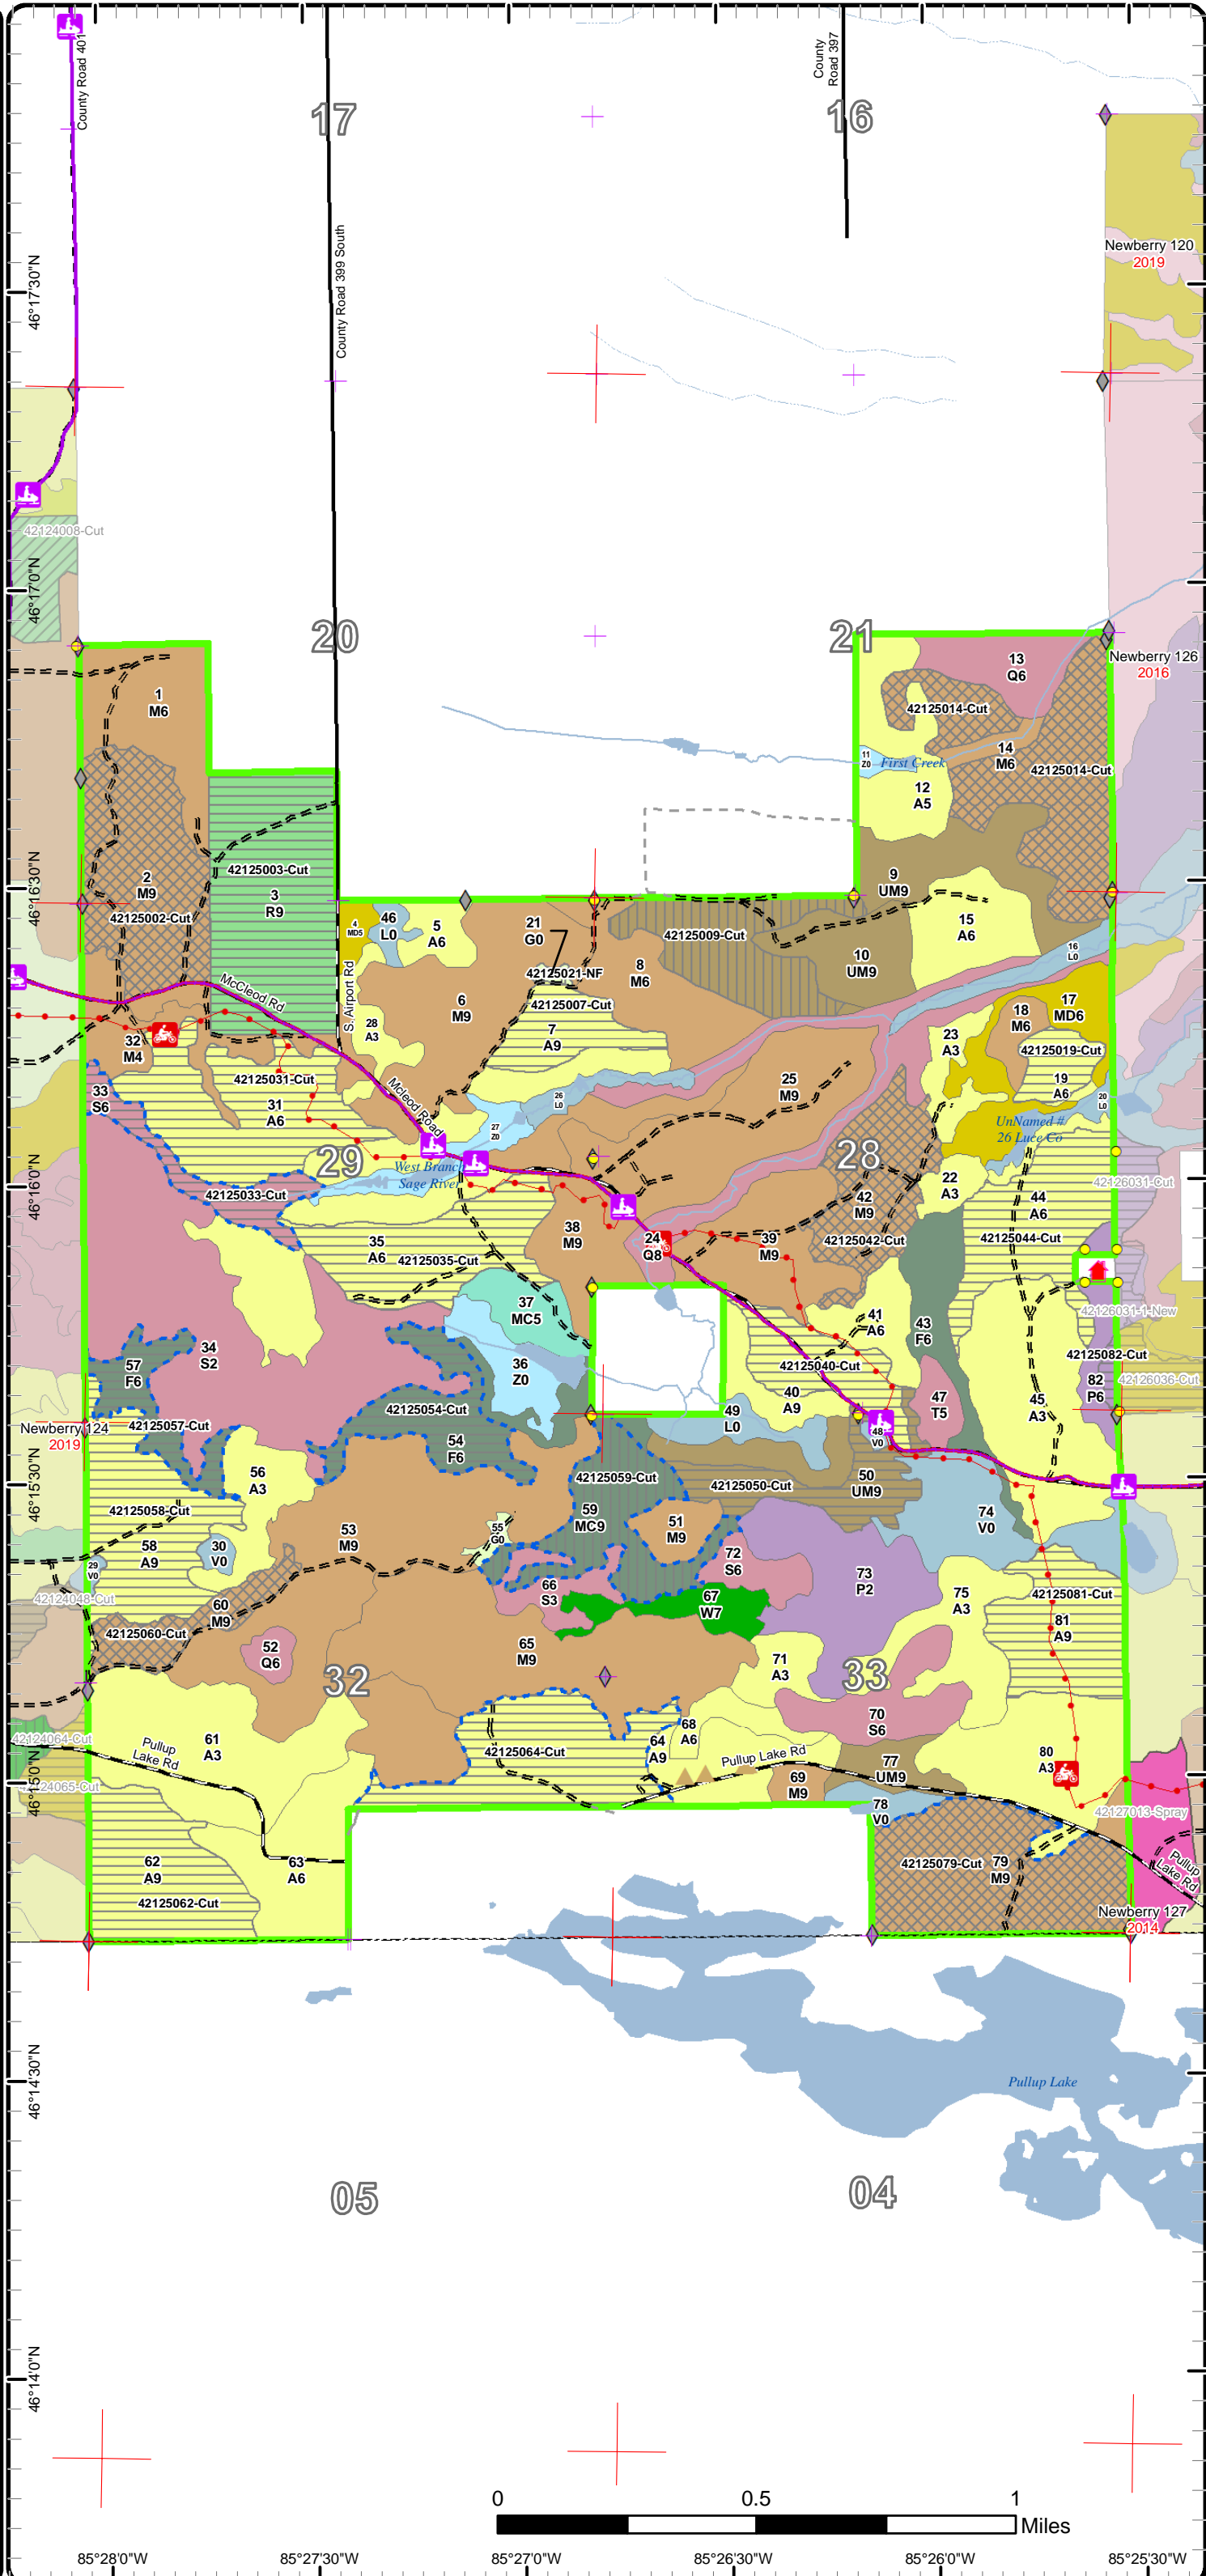 County Road 401
17
County
Road 397
16
Newberry 120
2019
46°17'30"N
County Road 399 South
42124008-Cut
46°17'0"N
20
21
Newberry 126
2016
1
M6
13
Q6
42125014-Cut
14
M6
42125014-Cut
11
Z0
First Creek
12
A5
46°16'30"N
42125003-Cut
2
M9
42125002-Cut
3
R9
9
UM9
4
MD5
46
L0
5
A6
21
G0
42125009-Cut
15
A6
16
L0
10
UM9
8
M6
42125021-NF
42125007-Cut
McCleod Rd
S. Airport Rd
6
M9
17
MD6
18
M6
28
A3
7
A9
23
A3
42125019-Cut
32
M4
42125031-Cut
31
A6
33
S6
Mcleod Road
26
L0
25
M9
19
A6
20
L0
27
Z0
UnNamed #
26 Luce Co
46°16'0"N
29
28
West Branch
Sage River
42125033-Cut
22
A3
42126031-Cut
44
A6
42
M9
38
M9
24
Q8
39
M9
42125042-Cut
42125044-Cut
35
A6
42125035-Cut
37
MC5
42126031-1-New
41
A6
43
F6
34
S2
57
F6
36
Z0
42125040-Cut
42125082-Cut
42126036-Cut
82
P6
40
A9
47
T5
45
A3
Newberry 124
2019
42125057-Cut
42125054-Cut
49
L0
48
V0
54
F6
46°15'30"N
56
A3
42125059-Cut
42125050-Cut
50
UM9
42125058-Cut
59
MC9
51
M9
74
V0
53
M9
55
G0
58
A9
30
V0
29
V0
72
S6
73
P2
42124048-Cut
66
S3
67
W7
75
A3
42125081-Cut
81
A9
60
M9
42125060-Cut
52
Q6
65
M9
71
A3
32
33
70
S6
61
A3
68
A6
64
A9
42125064-Cut
42124064-Cut
Pullup
Lake Rd
Pullup Lake Rd
80
A3
77
UM9
69
M9
46°15'0"N
42124065-Cut
78
V0
42127013-Spray
62
A9
63
A6
42125079-Cut
79
M9
Pullup
Lake Rd
42125062-Cut
Newberry 127
2014
46°14'30"N
Pullup Lake
05
04
46°14'0"N
0
0.5
1
Miles
85°28'0"W
85°27'30"W
85°27'0"W
85°26'30"W
85°26'0"W
85°25'30"W